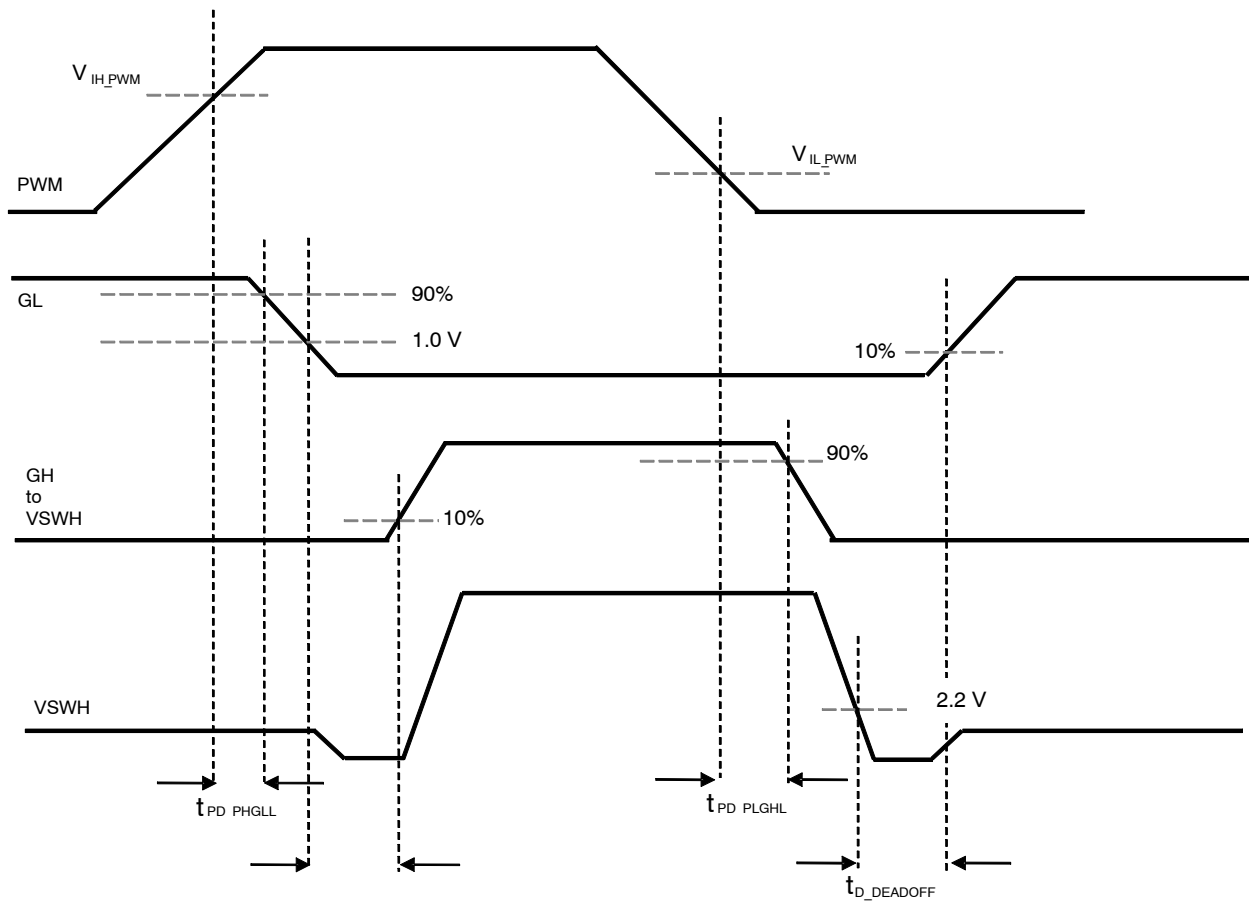 V IH_PWM
V IL_PWM
PWM
GL
90%
1.0 V
10%
GH
to
VSWH
90%
10%
VSWH
2.2 V
t PD PHGLL
t PD PLGHL
t D_DEADOFF